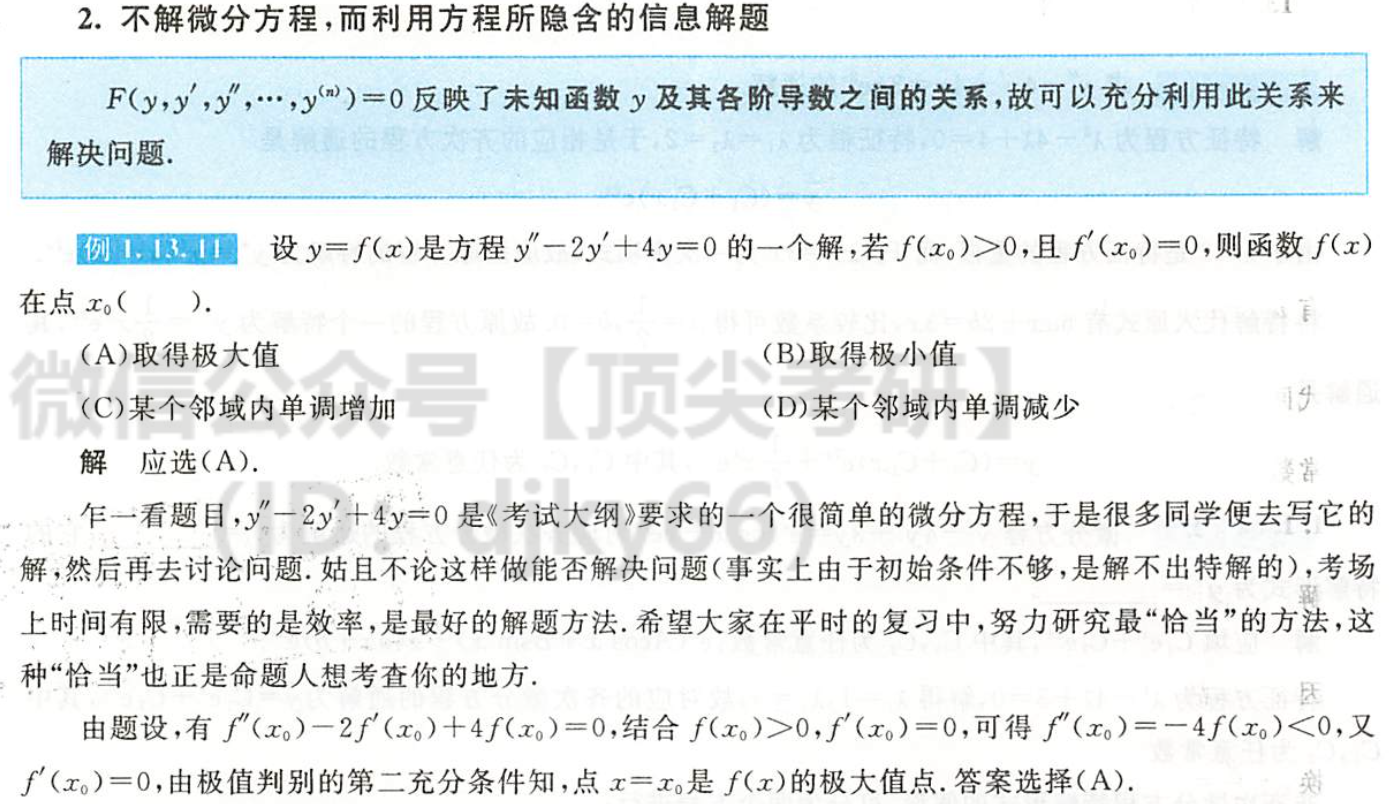 2. 不解微分方程,而利用方程所隐含的信息解题
F(y,y′,y″,…,y⁽ⁿ⁾)=0 反映了未知函数 y 及其各阶导数之间的关系,故可以充分利用此关系来
解决问题.
例 1.13.11 设 y=f(x)是方程 y″-2y′+4y=0 的一个解,若 f(x₀)>0,且 f′(x₀)=0,则函数 f(x)
在点 x₀( ).
(A)取得极大值 (B)取得极小值
(C)某个邻域内单调增加 (D)某个邻域内单调减少
微信公众号【顶尖考研】
解 应选(A).
(ID: djky66)
乍一看题目,y″-2y′+4y=0 是《考试大纲》要求的一个很简单的微分方程,于是很多同学便去写它的
解,然后再去讨论问题.姑且不论这样做能否解决问题(事实上由于初始条件不够,是解不出特解的),考场
上时间有限,需要的是效率,是最好的解题方法.希望大家在平时的复习中,努力研究最“恰当”的方法,这
种“恰当”也正是命题人想考查你的地方.
由题设,有 f″(x₀)-2f′(x₀)+4f(x₀)=0,结合 f(x₀)>0,f′(x₀)=0,可得 f″(x₀)=-4f(x₀)<0,又
f′(x₀)=0,由极值判别的第二充分条件知,点 x=x₀是 f(x)的极大值点.答案选择(A).